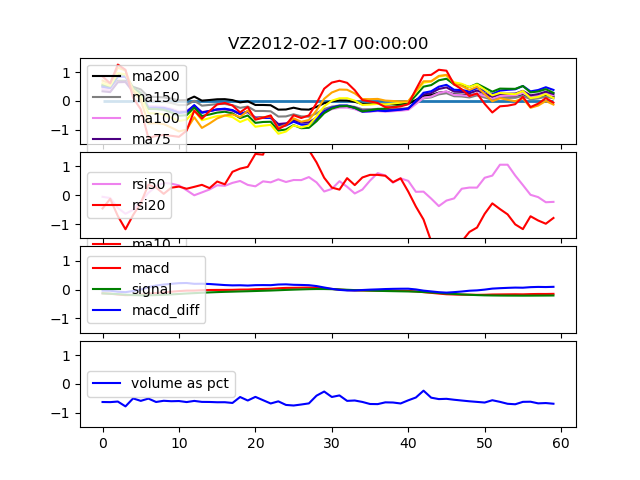 VZ2012-02-17 00:00:00
1
0
−1
ma200
ma150
ma100
ma75
1
0
−1
rsi50
rsi20
ma10
1
0
−1
macd
signal
macd_diff
1
0
−1
volume as pct
0 10 20 30 40 50 60